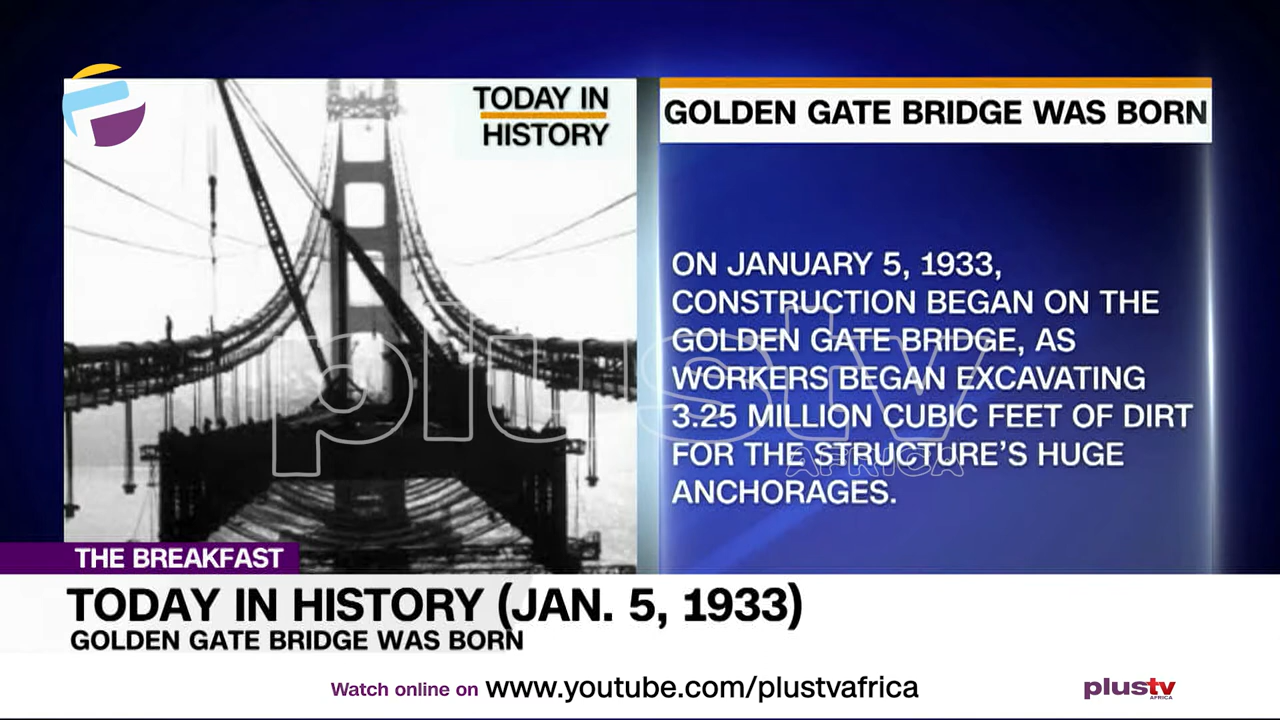 TODAY IN
HISTORY
GOLDEN GATE BRIDGE WAS BORN
ON JANUARY 5, 1933,
CONSTRUCTION BEGAN ON THE
GOLDEN GATE BRIDGE, AS
WORKERS BEGAN EXCAVATING
3.25 MILLION CUBIC FEET OF DIRT
FOR THE STRUCTURE'S HUGE
ANCHORAGES.
plustv
AFRICA
THE BREAKFAST
TODAY IN HISTORY (JAN. 5, 1933)
GOLDEN GATE BRIDGE WAS BORN
Watch online on www.youtube.com/plustvafrica
plustv
AFRICA